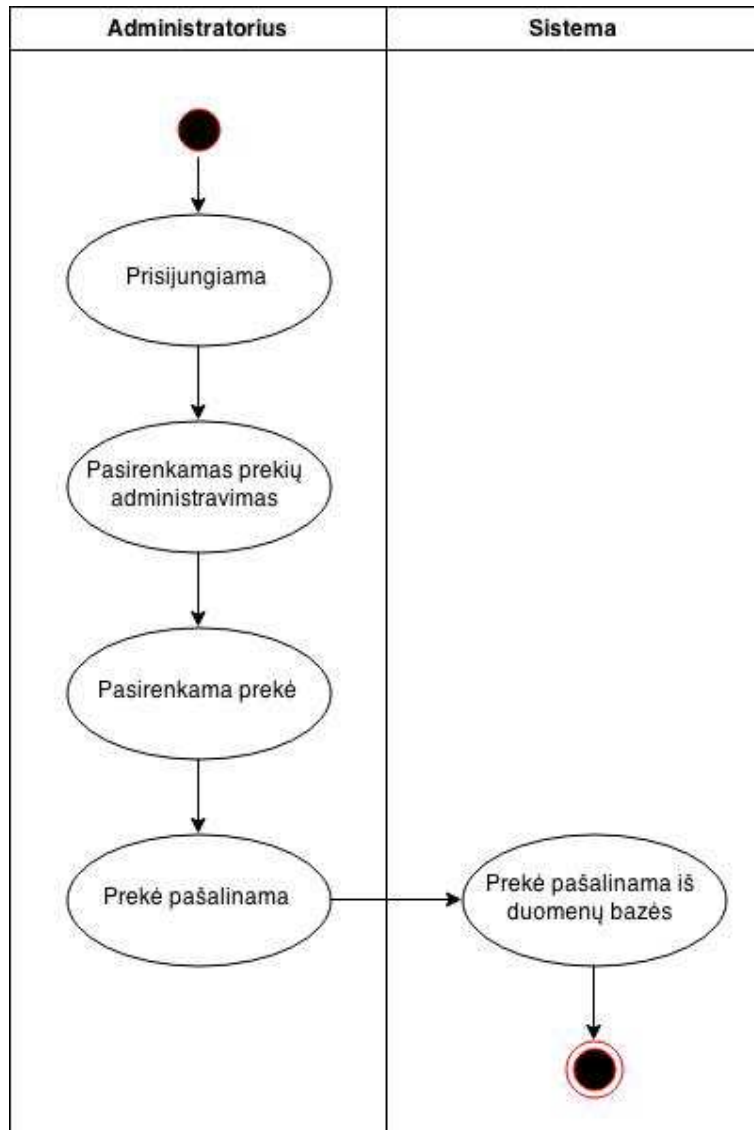 Administratorius
Sistema
Prisijungiama
Pasirenkamas prekių
administravimas
Pasirenkama prekė
Prekė pašalinama
Prekė pašalinama iš
duomenų bazės